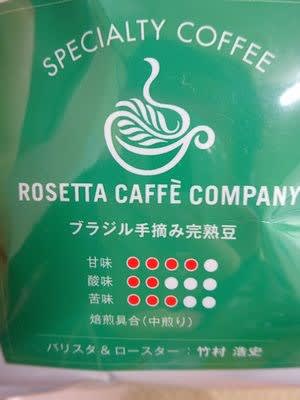 SPECIALTY COFFEE
ROSETTA CAFFÈ COMPANY
ブラジル手摘み完熟豆
甘味
酸味
苦味
焙煎具合(中煎り)
バリスタ&ロースター:竹村 浩史